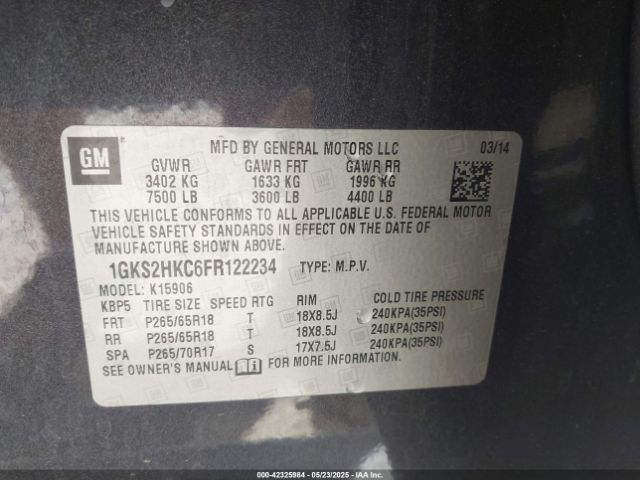 GM
MFD BY GENERAL MOTORS LLC 03/14
GVWR GAWR FRT GAWR RR
3402 KG 1633 KG 1996 KG
7500 LB 3600 LB 4400 LB
THIS VEHICLE CONFORMS TO ALL APPLICABLE U.S. FEDERAL MOTOR
VEHICLE SAFETY STANDARDS IN EFFECT ON THE DATE OF
MANUFACTURE SHOWN ABOVE.
1GKS2HKC6FR122234 TYPE: M.P.V.
MODEL: K15906
KBP5 TIRE SIZE SPEED RTG RIM COLD TIRE PRESSURE
FRT P265/65R18 T 18X8.5J 240KPA(35PSI)
RR P265/65R18 T 18X8.5J 240KPA(35PSI)
SPA P265/70R17 S 17X7.5J 240KPA(35PSI)
SEE OWNER'S MANUAL FOR MORE INFORMATION
000-42325984 - 05/23/2025 - IAAI.COM